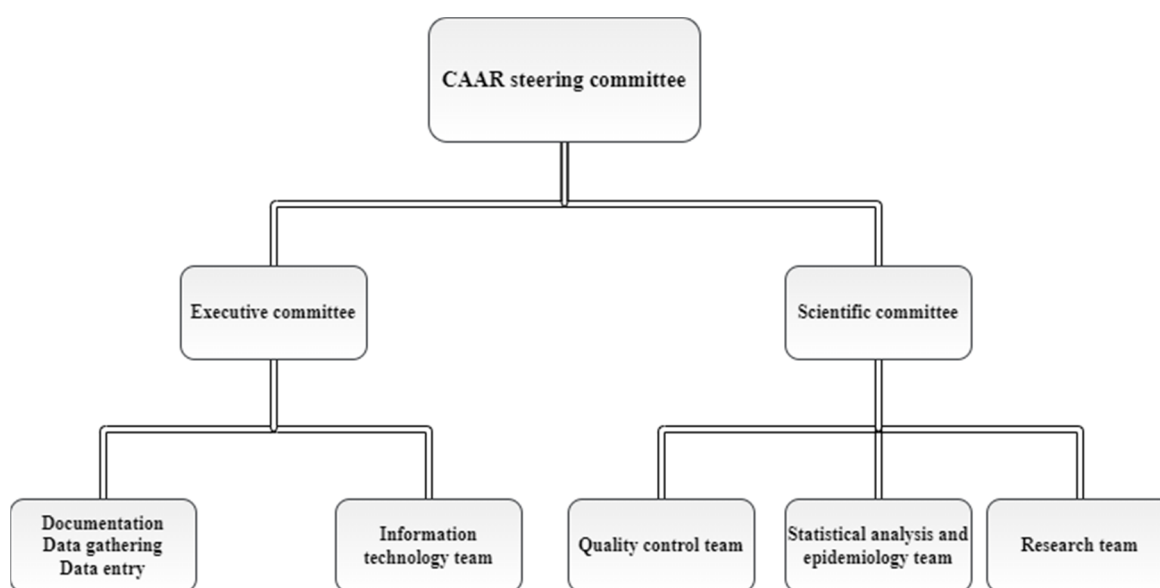 CAAR steering committee
Executive committee
Scientific committee
Documentation
Data gathering
Data entry
Information
technology team
Quality control team
Statistical analysis and
epidemiology team
Research team